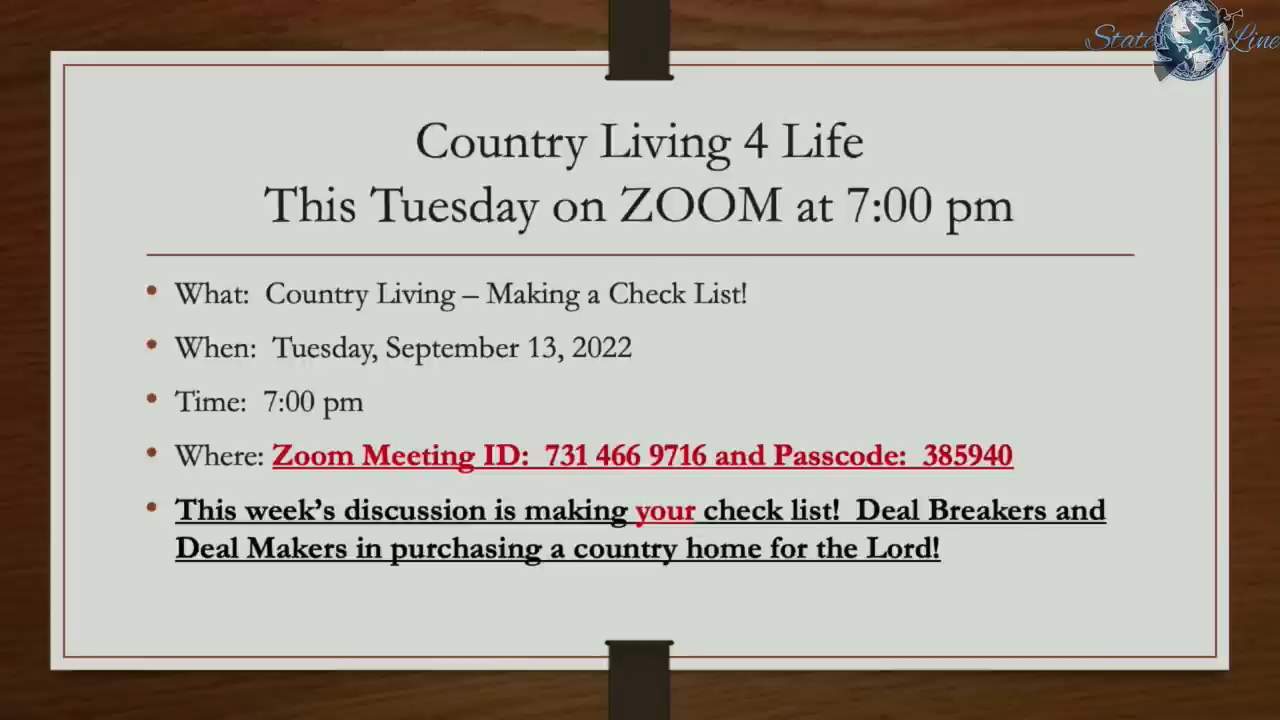 State Line
Country Living 4 Life
This Tuesday on ZOOM at 7:00 pm
• What:  Country Living – Making a Check List!
• When:  Tuesday, September 13, 2022
• Time:  7:00 pm
• Where: Zoom Meeting ID:  731 466 9716 and Passcode:  385940
• This week’s discussion is making your check list!  Deal Breakers and
Deal Makers in purchasing a country home for the Lord!